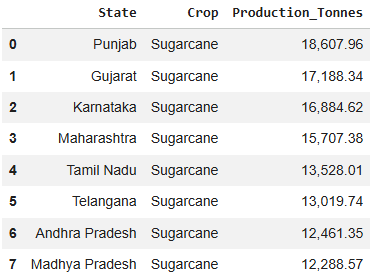 State Crop Production_Tonnes
0 Punjab Sugarcane 18,607.96
1 Gujarat Sugarcane 17,188.34
2 Karnataka Sugarcane 16,884.62
3 Maharashtra Sugarcane 15,707.38
4 Tamil Nadu Sugarcane 13,528.01
5 Telangana Sugarcane 13,019.74
6 Andhra Pradesh Sugarcane 12,461.35
7 Madhya Pradesh Sugarcane 12,288.57